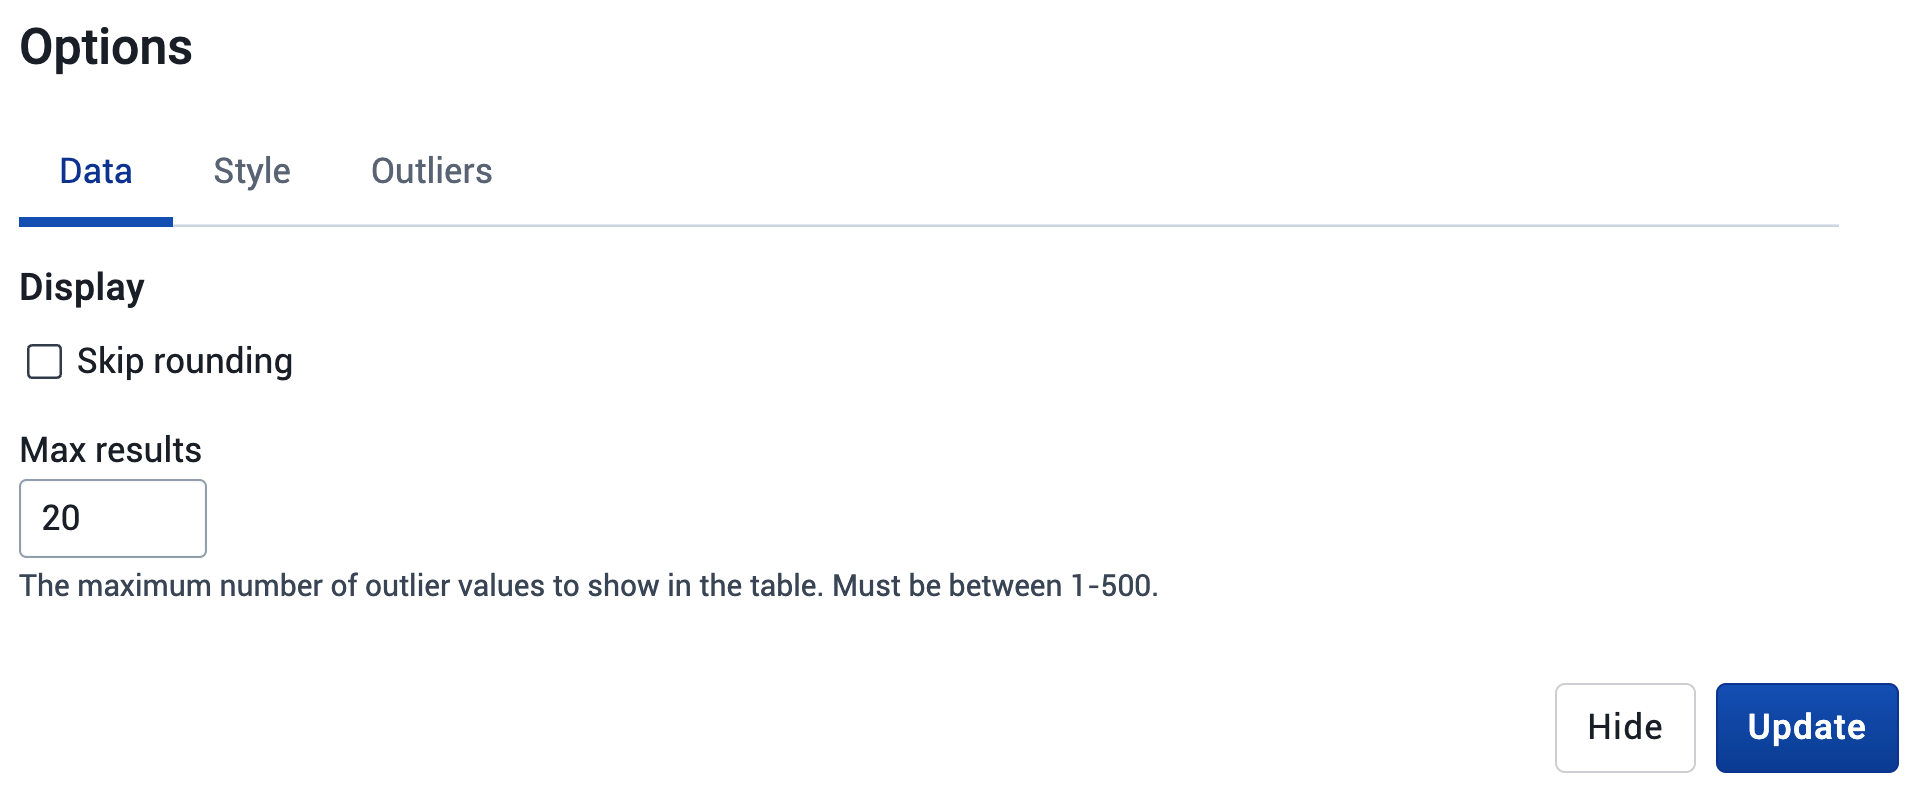 Options
Data Style Outliers
Display
Skip rounding
Max results
20
The maximum number of outlier values to show in the table. Must be between 1-500.
Hide Update